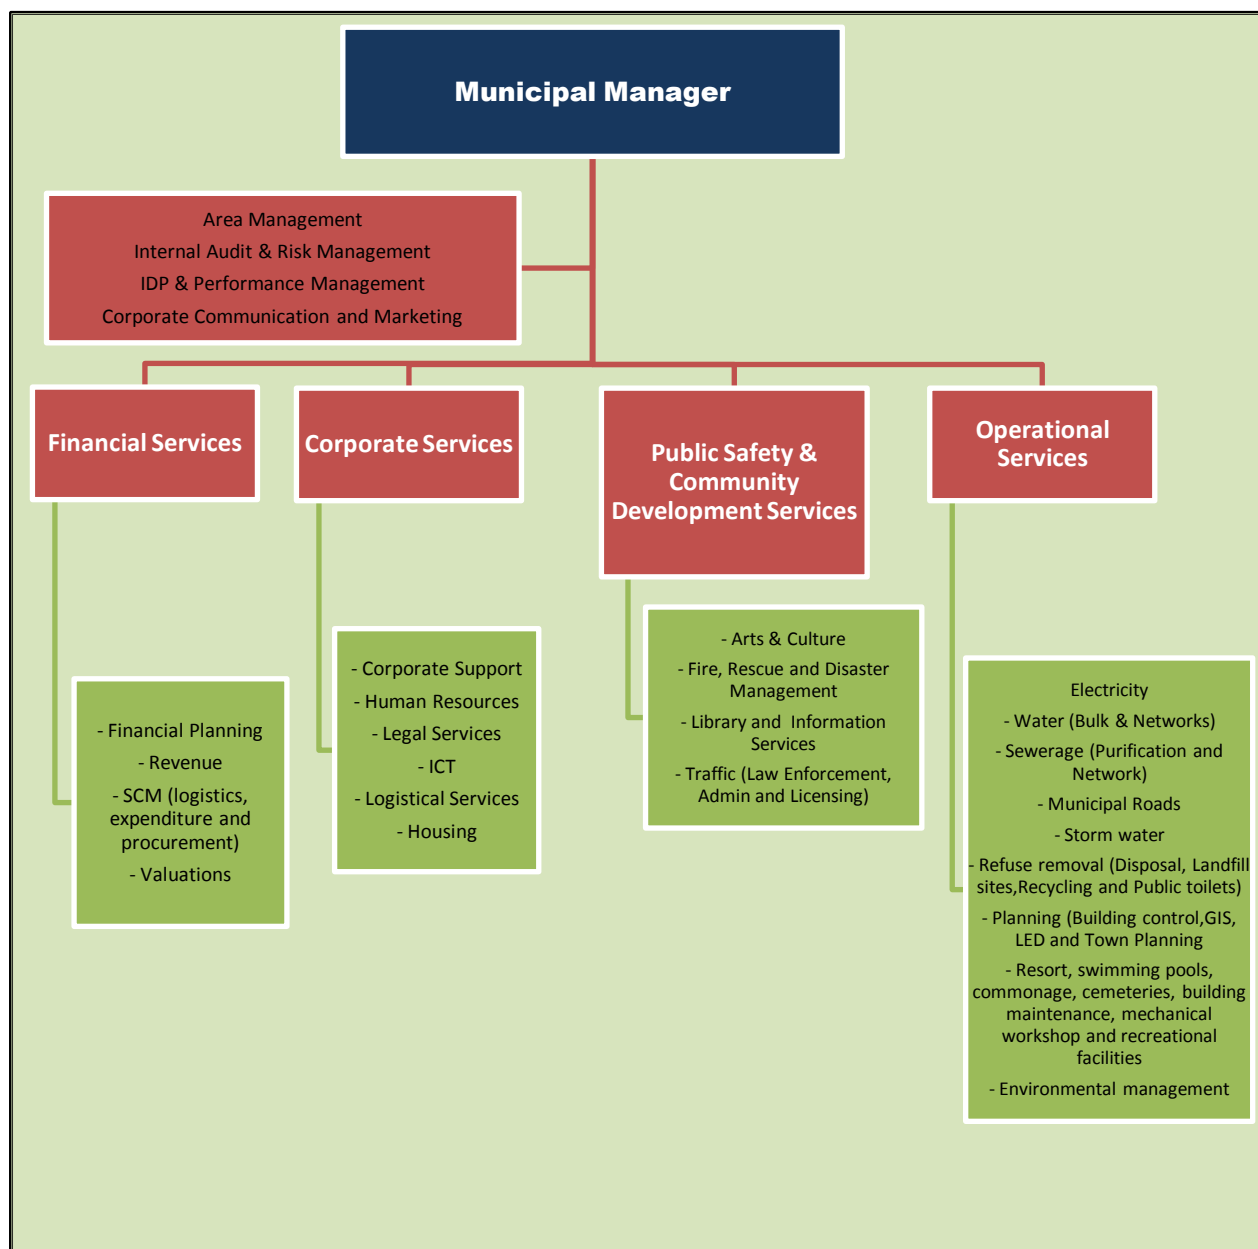 Municipal Manager
Area Management
Internal Audit & Risk Management
IDP & Performance Management
Corporate Communication and Marketing
Financial Services
Corporate Services
Public Safety &
Community
Development Services
Operational
Services
- Financial Planning
- Revenue
- SCM (logistics,
expenditure and
procurement)
- Valuations
- Corporate Support
- Human Resources
- Legal Services
- ICT
- Logistical Services
- Housing
- Arts & Culture
- Fire, Rescue and Disaster
Management
- Library and Information
Services
- Traffic (Law Enforcement,
Admin and Licensing)
Electricity
- Water (Bulk & Networks)
- Sewerage (Purification and
Network)
- Municipal Roads
- Storm water
- Refuse removal (Disposal, Landfill
sites,Recycling and Public toilets)
- Planning (Building control,GIS,
LED and Town Planning
- Resort, swimming pools,
commonage, cemeteries, building
maintenance, mechanical
workshop and recreational
facilities
- Environmental management